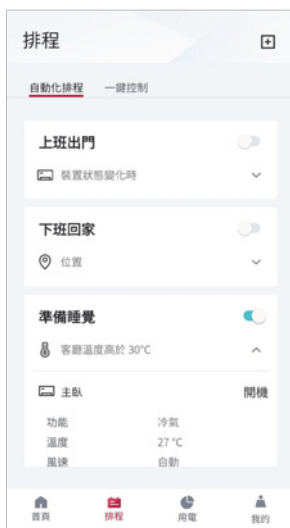 排程
自動化排程 一鍵控制
上班出門
裝置狀態變化時
下班回家
位置
準備睡覺
客廳溫度高於 30°C
主臥 開機
功能 冷氣
溫度 27 °C
風速 自動
首頁 排程 用電 我的